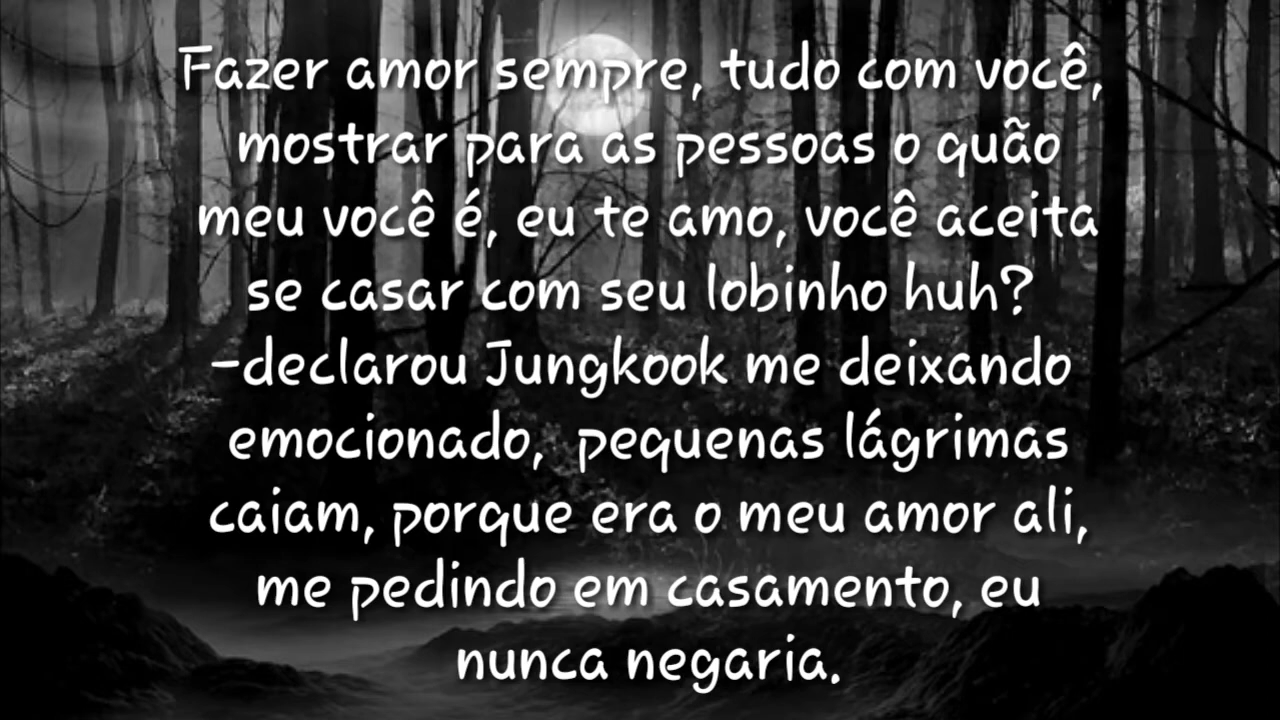 Fazer amor sempre, tudo com você,
mostrar para as pessoas o quão
meu você é, eu te amo, você aceita
se casar com seu lobinho huh?
-declarou Jungkook me deixando
emocionado, pequenas lágrimas
caiam, porque era o meu amor ali,
me pedindo em casamento, eu
nunca negaria.